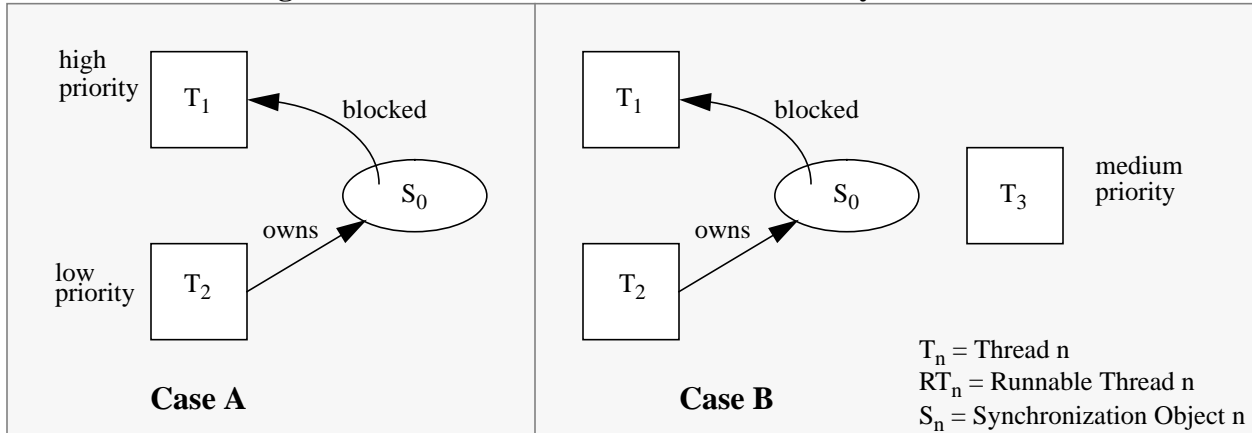 high
priority
T1
blocked
S0
owns
low
priority
T2
Case A
T1
blocked
S0
owns
T2
T3
medium
priority
Case B
Tn = Thread n
RTn = Runnable Thread n
Sn = Synchronization Object n